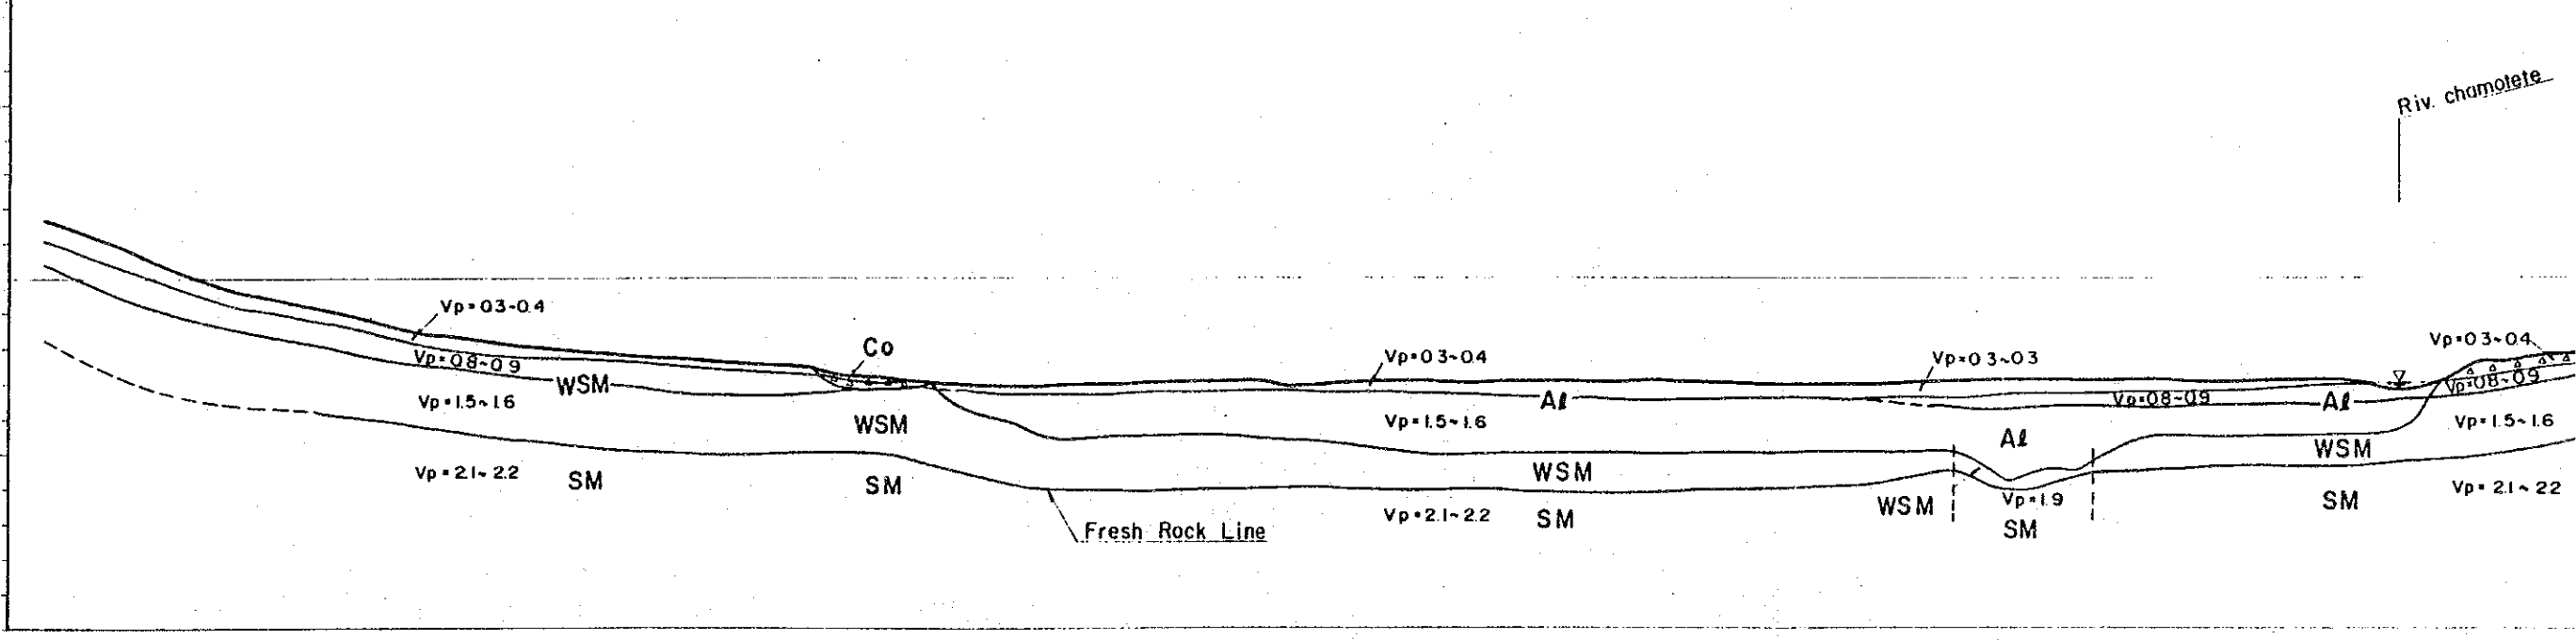 Riv. chamolete
Vp=0.3~0.4
Co
Vp=0.8~0.9
WSM
Vp=1.5~1.6
WSM
Vp=2.1~2.2
SM
SM
Fresh Rock Line
Vp=0.3~0.4
Al
Vp=1.5~1.6
WSM
Vp=2.1~2.2
SM
Vp=0.3~0.3
Vp=0.8~0.9
Al
Al
WSM
WSM
Vp=1.9
SM
SM
Vp=0.3~0.4
Vp=0.8~0.9
Vp=1.5~1.6
Vp=2.1~2.2